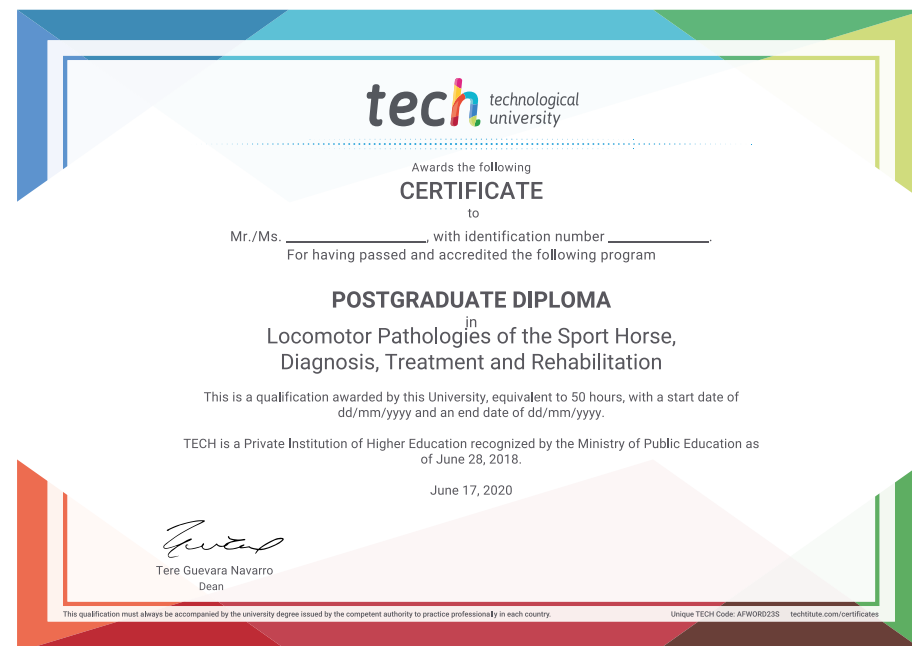 tech technological
university
Awards the following
CERTIFICATE
to
Mr./Ms. ____________________, with identification number ______________.
For having passed and accredited the following program
POSTGRADUATE DIPLOMA
in
Locomotor Pathologies of the Sport Horse,
Diagnosis, Treatment and Rehabilitation
This is a qualification awarded by this University, equivalent to 50 hours, with a start date of
dd/mm/yyyy and an end date of dd/mm/yyyy.
TECH is a Private Institution of Higher Education recognized by the Ministry of Public Education as
of June 28, 2018.
June 17, 2020
Tere Guevara Navarro
Dean
This qualification must always be accompanied by the university degree issued by the competent authority to practice professionally in each country. Unique TECH Code: AFWORD23S techtitute.com/certificates